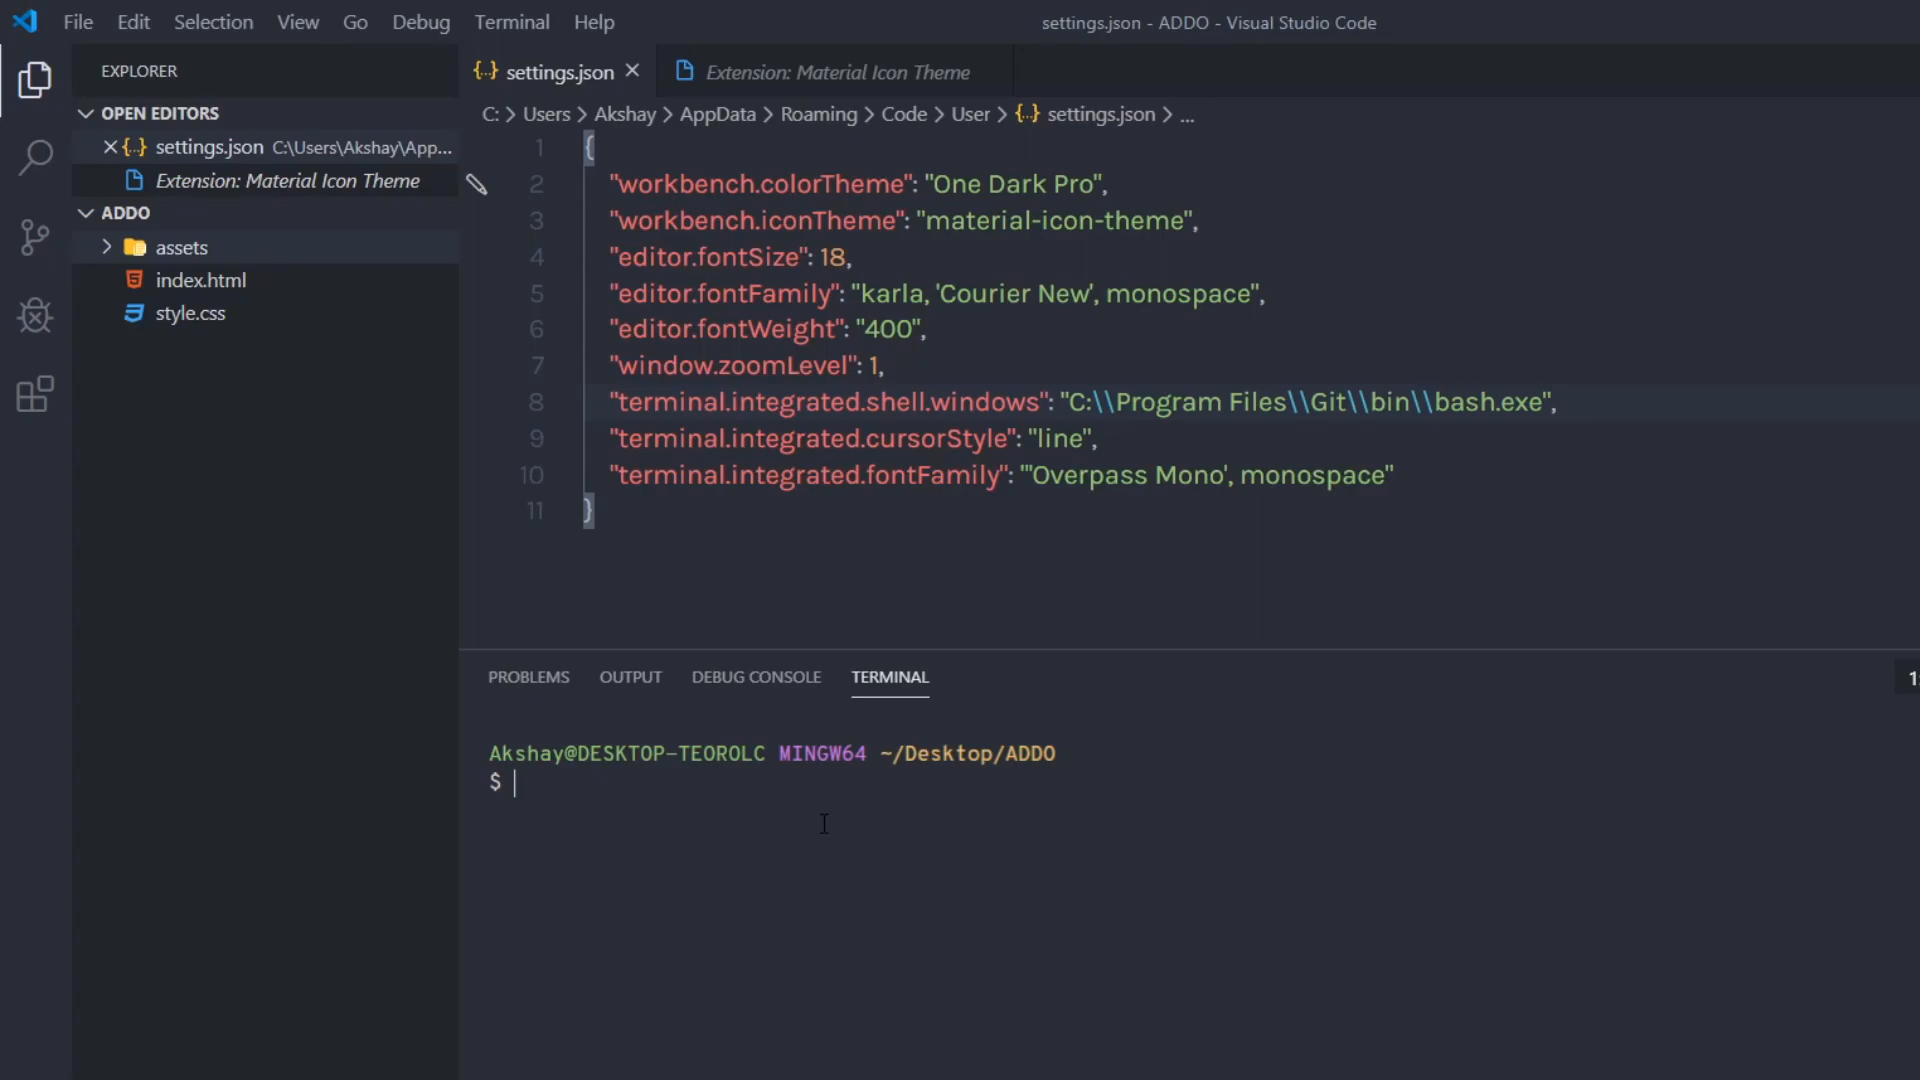 File Edit Selection View Go Debug Terminal Help
settings.json - ADDO - Visual Studio Code
EXPLORER
OPEN EDITORS
settings.json C:\Users\Akshay\App...
Extension: Material Icon Theme
ADDO
assets
index.html
style.css
settings.json
Extension: Material Icon Theme
C: > Users > Akshay > AppData > Roaming > Code > User > {..} settings.json > ...
1 {
2 "workbench.colorTheme": "One Dark Pro",
3 "workbench.iconTheme": "material-icon-theme",
4 "editor.fontSize": 18,
5 "editor.fontFamily": "karla, 'Courier New', monospace",
6 "editor.fontWeight": "400",
7 "window.zoomLevel": 1,
8 "terminal.integrated.shell.windows": "C:\\Program Files\\Git\\bin\\bash.exe",
9 "terminal.integrated.cursorStyle": "line",
10 "terminal.integrated.fontFamily": "'Overpass Mono', monospace"
11 }
PROBLEMS OUTPUT DEBUG CONSOLE TERMINAL
1:
Akshay@DESKTOP-TEOROLC MINGW64 ~/Desktop/ADDO
$